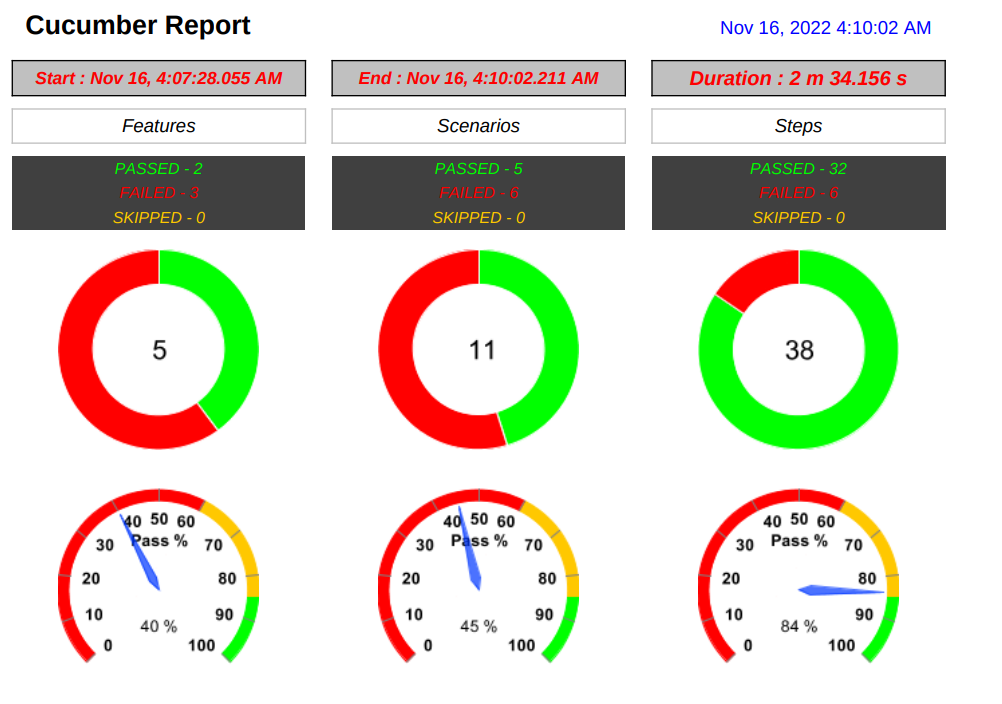 Cucumber Report
Nov 16, 2022 4:10:02 AM
Start : Nov 16, 4:07:28.055 AM
End : Nov 16, 4:10:02.211 AM
Duration : 2 m 34.156 s
Features
Scenarios
Steps
PASSED - 2
FAILED - 3
SKIPPED - 0
PASSED - 5
FAILED - 6
SKIPPED - 0
PASSED - 32
FAILED - 6
SKIPPED - 0
5
11
38
0
10
20
30
40
50
60
70
80
90
100
Pass %
40 %
0
10
20
30
40
50
60
70
80
90
100
Pass %
45 %
0
10
20
30
40
50
60
70
80
90
100
Pass %
84 %